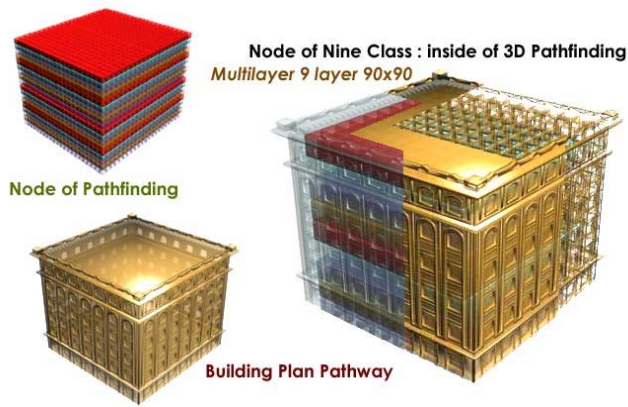 Node of Nine Class : inside of 3D Pathfinding
Multilayer 9 layer 90x90
Node of Pathfinding
Building Plan Pathway